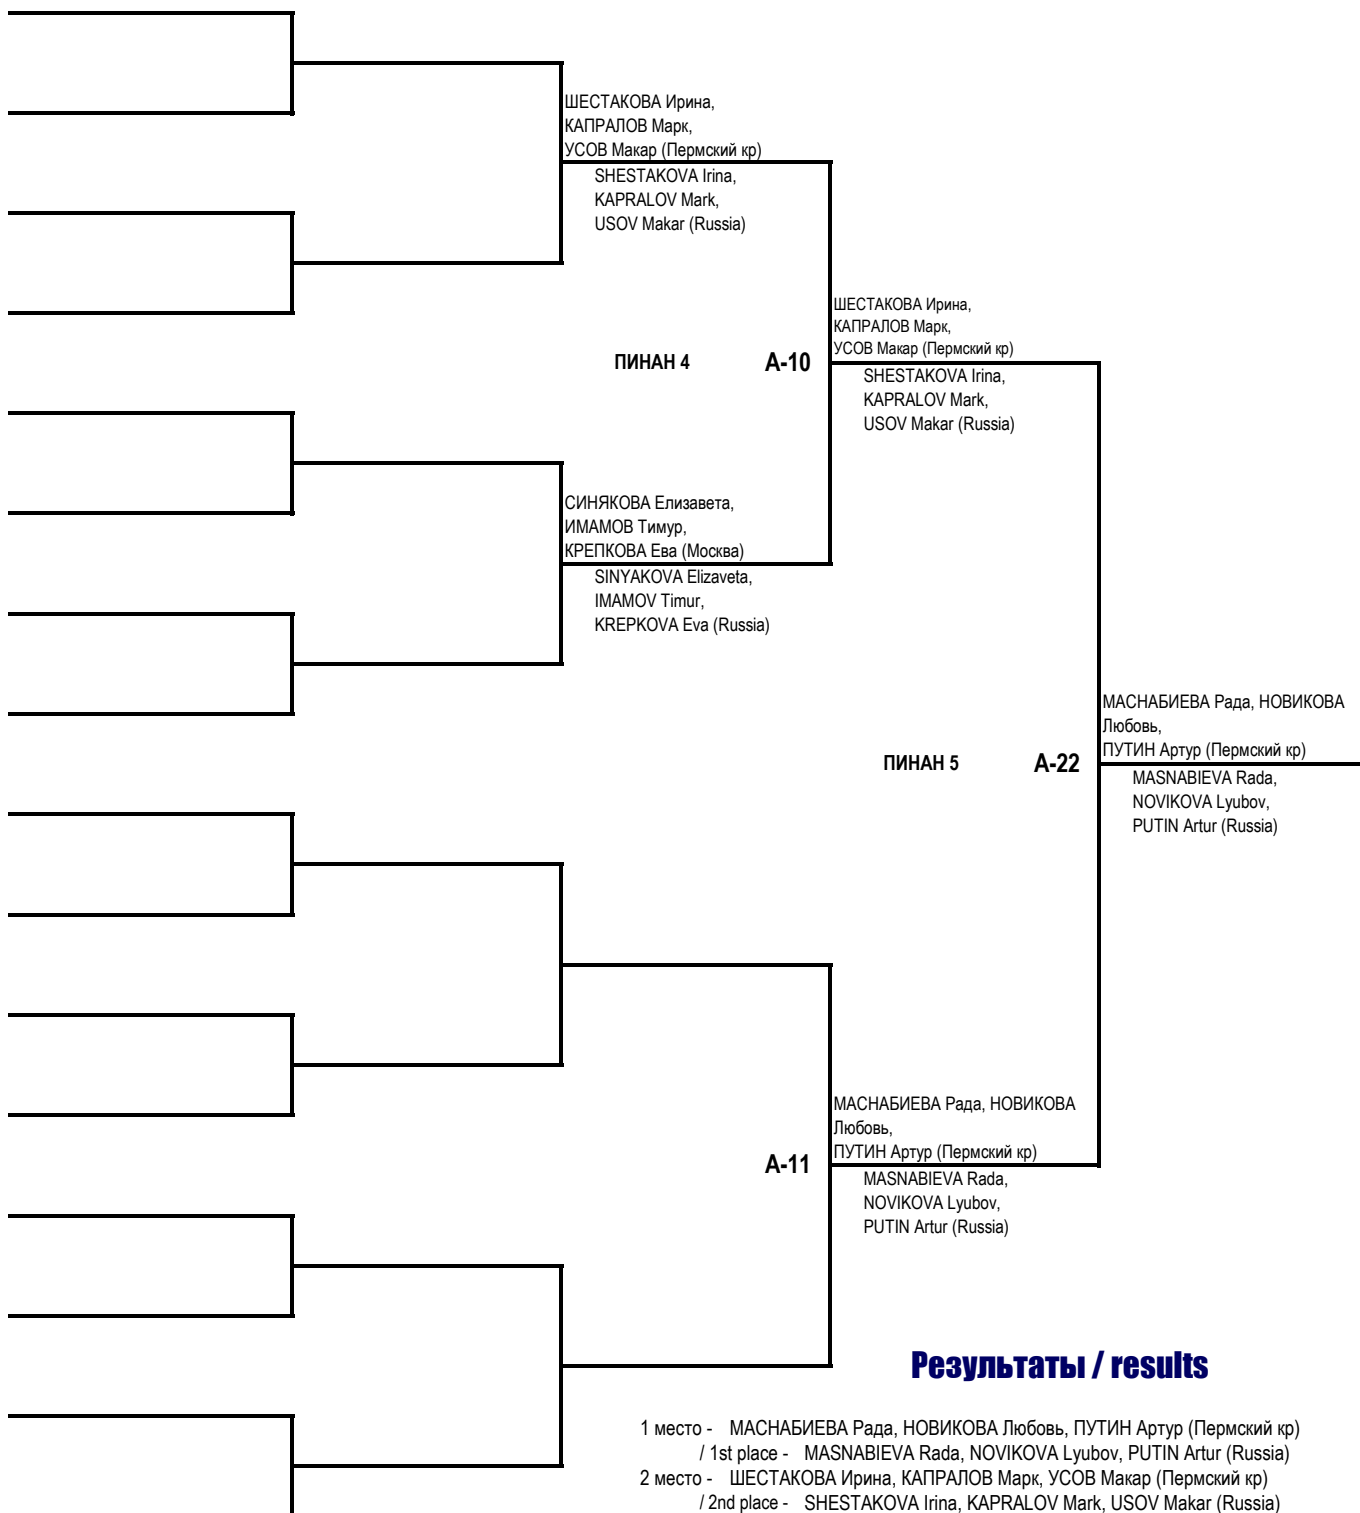 ШЕСТАКОВА Ирина,
КАПРАЛОВ Марк,
УСОВ Макар (Пермский кр)
SHESTAKOVA Irina,
KAPRALOV Mark,
USOV Makar (Russia)
ШЕСТАКОВА Ирина,
КАПРАЛОВ Марк,
УСОВ Макар (Пермский кр)
ПИНАН 4
А-10
SHESTAKOVA Irina,
KAPRALOV Mark,
USOV Makar (Russia)
СИНЯКОВА Елизавета,
ИМАМОВ Тимур,
КРЕПКОВА Ева (Москва)
SINYAKOVA Elizaveta,
IMAMOV Timur,
KREPKOVA Eva (Russia)
МАСНАБИЕВА Рада, НОВИКОВА
Любовь,
ПУТИН Артур (Пермский кр)
ПИНАН 5
А-22
MASNABIEVA Rada,
NOVIKOVA Lyubov,
PUTIN Artur (Russia)
МАСНАБИЕВА Рада, НОВИКОВА
Любовь,
ПУТИН Артур (Пермский кр)
А-11
MASNABIEVA Rada,
NOVIKOVA Lyubov,
PUTIN Artur (Russia)
Результаты / results
1 место - МАСНАБИЕВА Рада, НОВИКОВА Любовь, ПУТИН Артур (Пермский кр)
/ 1st place - MASNABIEVA Rada, NOVIKOVA Lyubov, PUTIN Artur (Russia)
2 место - ШЕСТАКОВА Ирина, КАПРАЛОВ Марк, УСОВ Макар (Пермский кр)
/ 2nd place - SHESTAKOVA Irina, KAPRALOV Mark, USOV Makar (Russia)